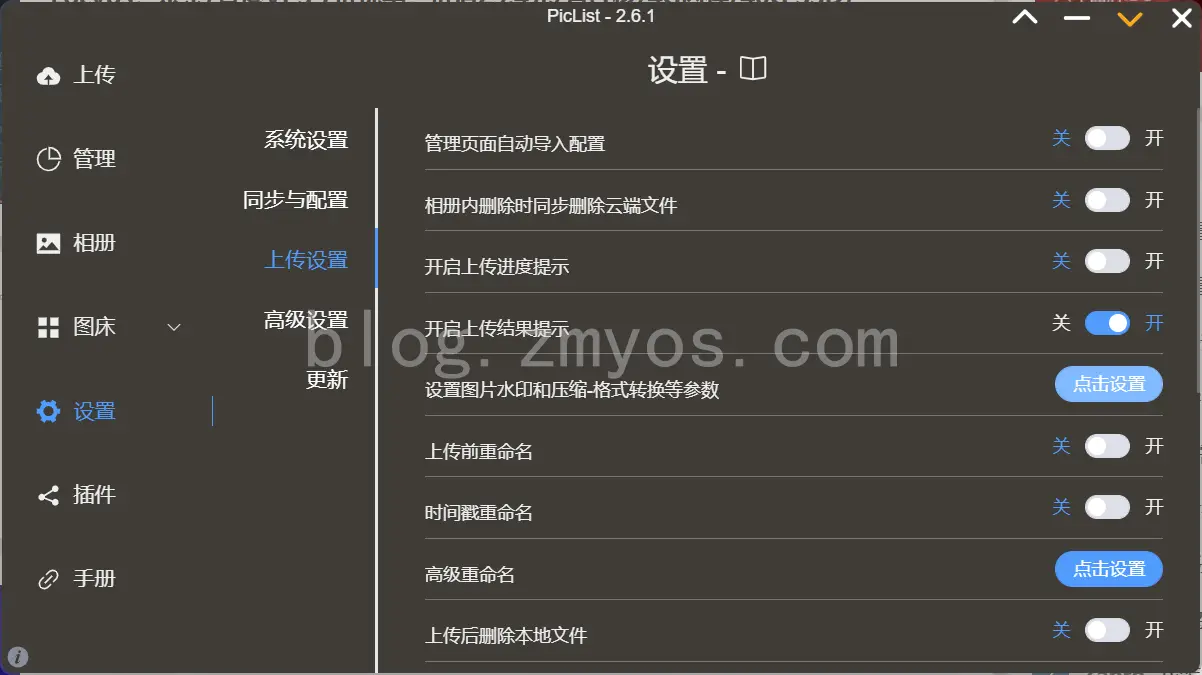 PicList - 2.6.1
设置 -
上传
管理
相册
图床
设置
插件
手册
系统设置
同步与配置
上传设置
高级设置
更新
管理页面自动导入配置 关 开
相册内删除时同步删除云端文件 关 开
开启上传进度提示 关 开
开启上传结果提示 关 开
设置图片水印和压缩-格式转换等参数 点击设置
上传前重命名 关 开
时间戳重命名 关 开
高级重命名 点击设置
上传后删除本地文件 关 开
blog.zmyos.com